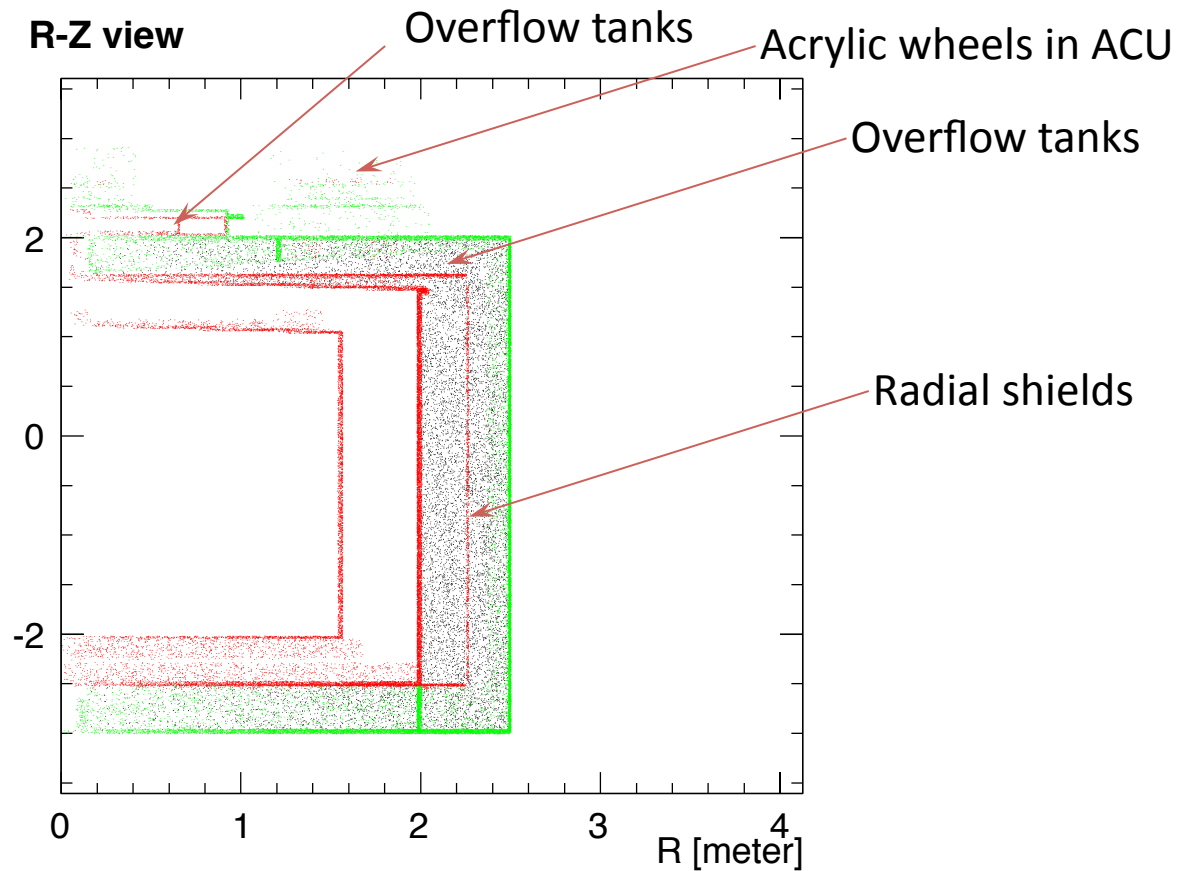 R-Z view
Overflow tanks
Acrylic wheels in ACU
Overflow tanks
Radial shields
2
0
-2
0 1 2 3 4
R [meter]